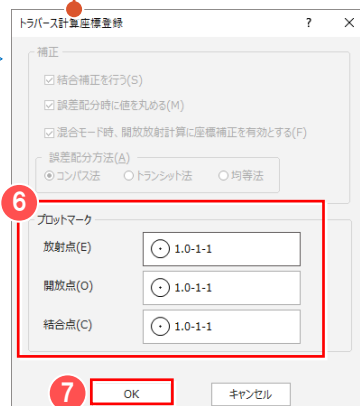 トラバース計算座標登録 ? ×
補正
結合補正を行う(S)
誤差配分時に値を丸める(M)
混合モード時、開放放射計算に座標補正を有効とする(F)
誤差配分方法(A)
コンパス法 トランシット法 均等法
6
プロットマーク
放射点(E) 1.0-1-1
開放点(O) 1.0-1-1
結合点(C) 1.0-1-1
7 OK キャンセル